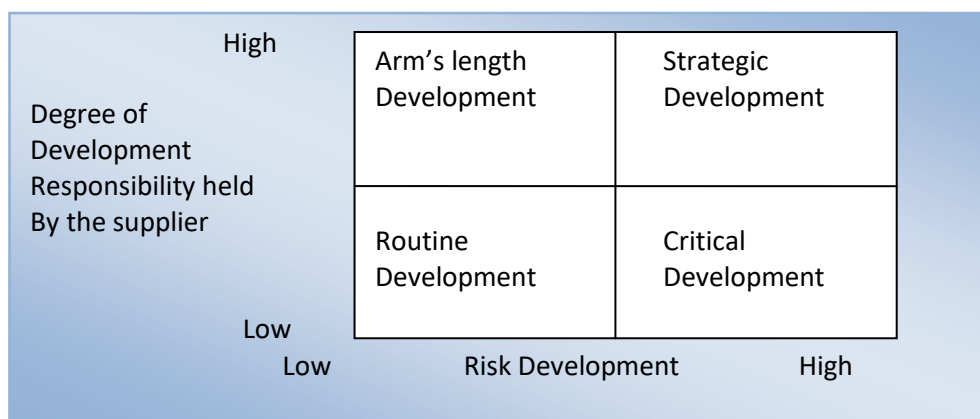 High
Arm’s length
Development
Strategic
Development
Degree of
Development
Responsibility held
By the supplier
Routine
Development
Critical
Development
Low
Low
Risk Development
High